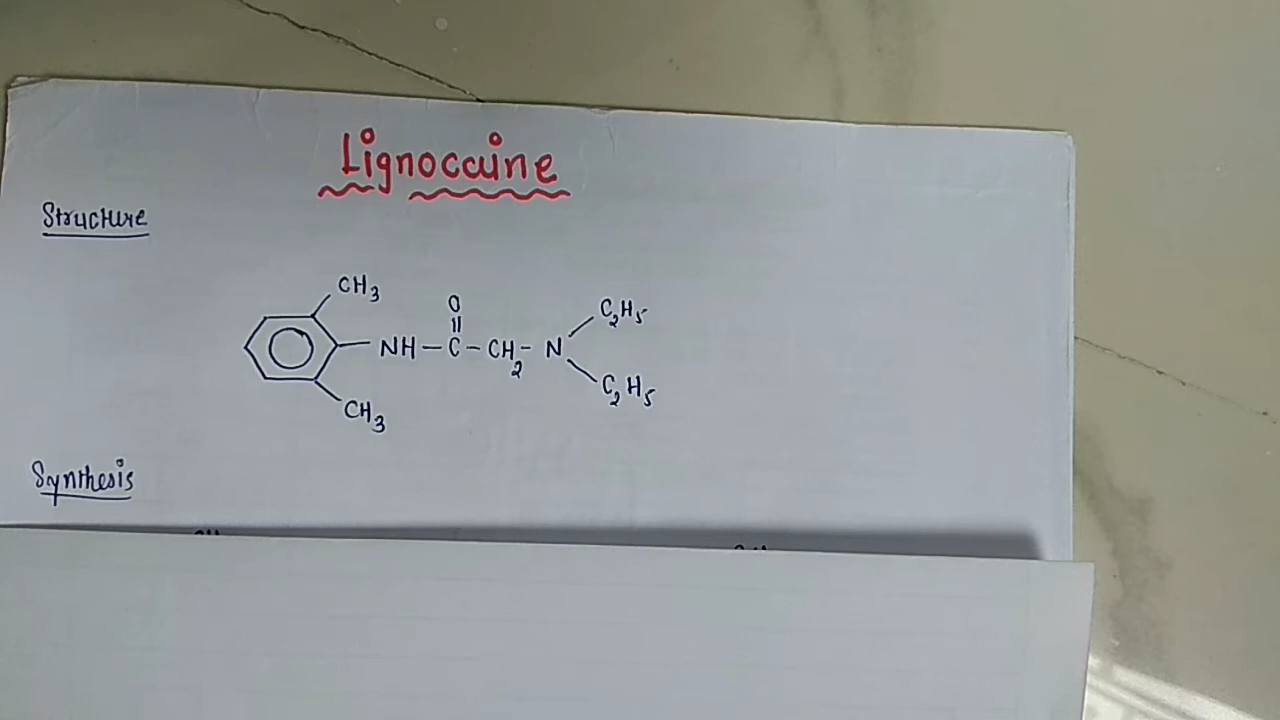 Lignocaine
Structure
CH3
O
NH-C-CH2-N
C2H5
C2H5
CH3
Synthesis